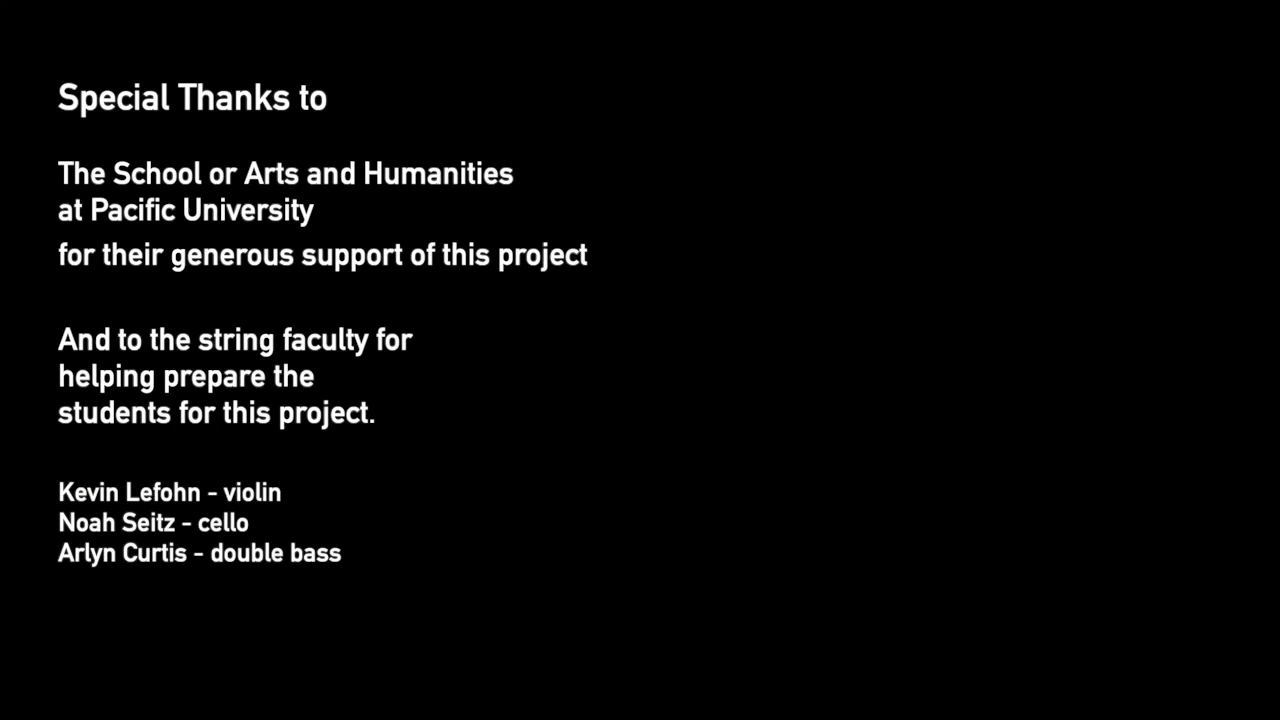 Special Thanks to
The School or Arts and Humanities
at Pacific University
for their generous support of this project
And to the string faculty for
helping prepare the
students for this project.
Kevin Lefohn - violin
Noah Seitz - cello
Arlyn Curtis - double bass